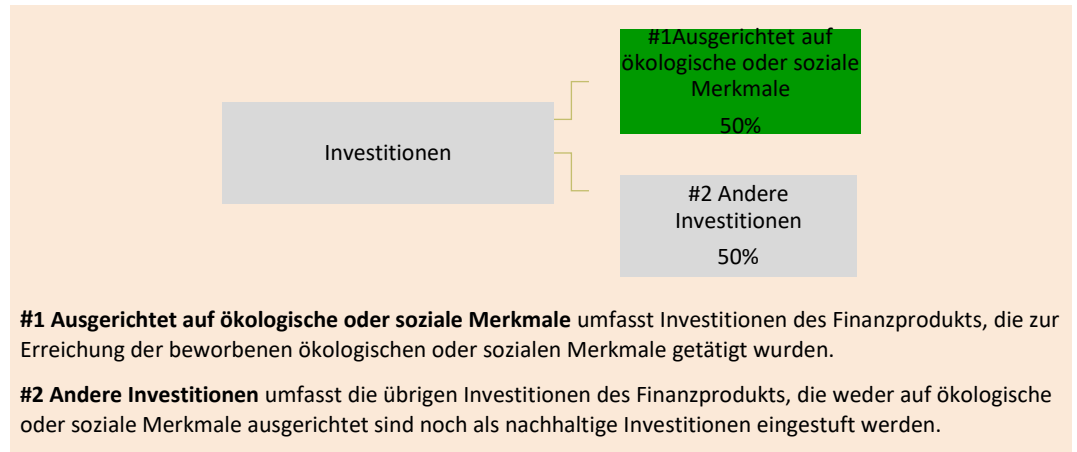 #1Ausgerichtet auf
ökologische oder soziale
Merkmale
50%
Investitionen
#2 Andere
Investitionen
50%
#1 Ausgerichtet auf ökologische oder soziale Merkmale umfasst Investitionen des Finanzprodukts, die zur
Erreichung der beworbenen ökologischen oder sozialen Merkmale getätigt wurden.
#2 Andere Investitionen umfasst die übrigen Investitionen des Finanzprodukts, die weder auf ökologische
oder soziale Merkmale ausgerichtet sind noch als nachhaltige Investitionen eingestuft werden.